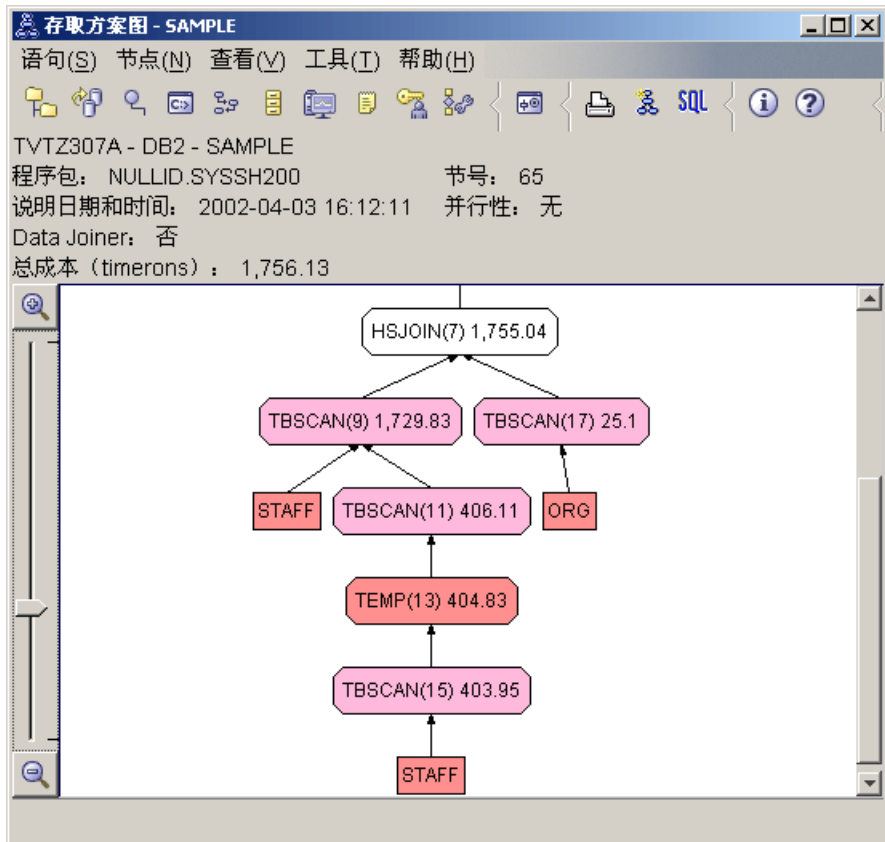 存取方案图 - SAMPLE
语句(S) 节点(N) 查看(V) 工具(T) 帮助(H)
SQL
TVTZ307A - DB2 - SAMPLE
程序包: NULLID.SYSSH200 节号: 65
说明日期和时间: 2002-04-03 16:12:11 并行性: 无
Data Joiner: 否
总成本（timerons）: 1,756.13
HSJOIN(7) 1,755.04
TBSCAN(9) 1,729.83 TBSCAN(17) 25.1
STAFF TBSCAN(11) 406.11 ORG
TEMP(13) 404.83
TBSCAN(15) 403.95
STAFF